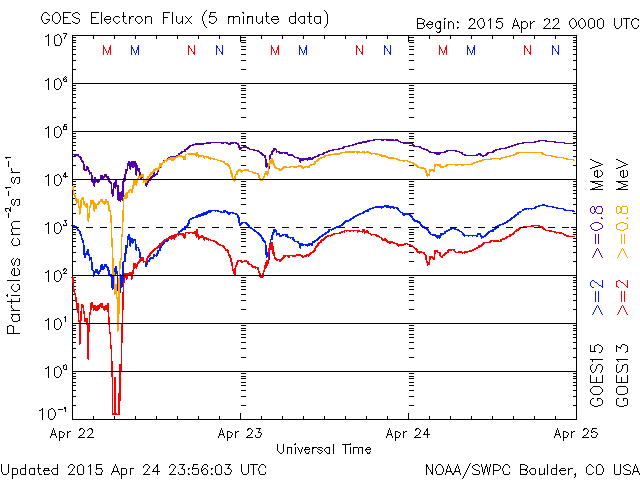 GOES Electron Flux (5 minute data)
Begin: 2015 Apr 22 0000 UTC
10⁷
10⁶
10⁵
10⁴
10³
10²
10¹
10⁰
10⁻¹
Particles cm⁻²s⁻¹sr⁻¹
M M N N M M N N M M N N
Apr 22 Apr 23 Apr 24 Apr 25
Universal Time
GOES15 >=2 >=0.8 MeV
GOES13 >=2 >=0.8 MeV
Updated 2015 Apr 24 23:56:03 UTC
NOAA/SWPC Boulder, CO USA